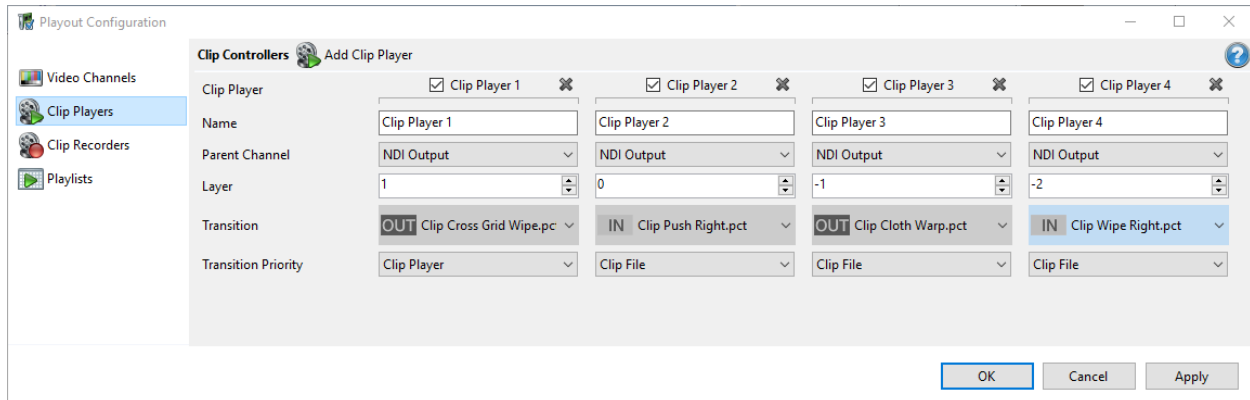 Playout Configuration
Clip Controllers Add Clip Player ?
Video Channels
Clip Players
Clip Recorders
Playlists
Clip Player Clip Player 1 Clip Player 2 Clip Player 3 Clip Player 4
Name Clip Player 1 Clip Player 2 Clip Player 3 Clip Player 4
Parent Channel NDI Output NDI Output NDI Output NDI Output
Layer 1 0 -1 -2
Transition OUT Clip Cross Grid Wipe.pc IN Clip Push Right.pct OUT Clip Cloth Warp.pct IN Clip Wipe Right.pct
Transition Priority Clip Player Clip File Clip File Clip File
OK Cancel Apply